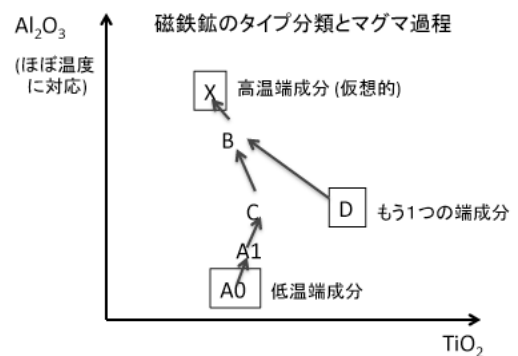 Al₂O₃
磁鉄鉱のタイプ分類とマグマ過程
(ほぼ温度
に対応)
X 高温端成分 (仮想的)
B
D もう1つの端成分
C
A1
A0 低温端成分
TiO₂